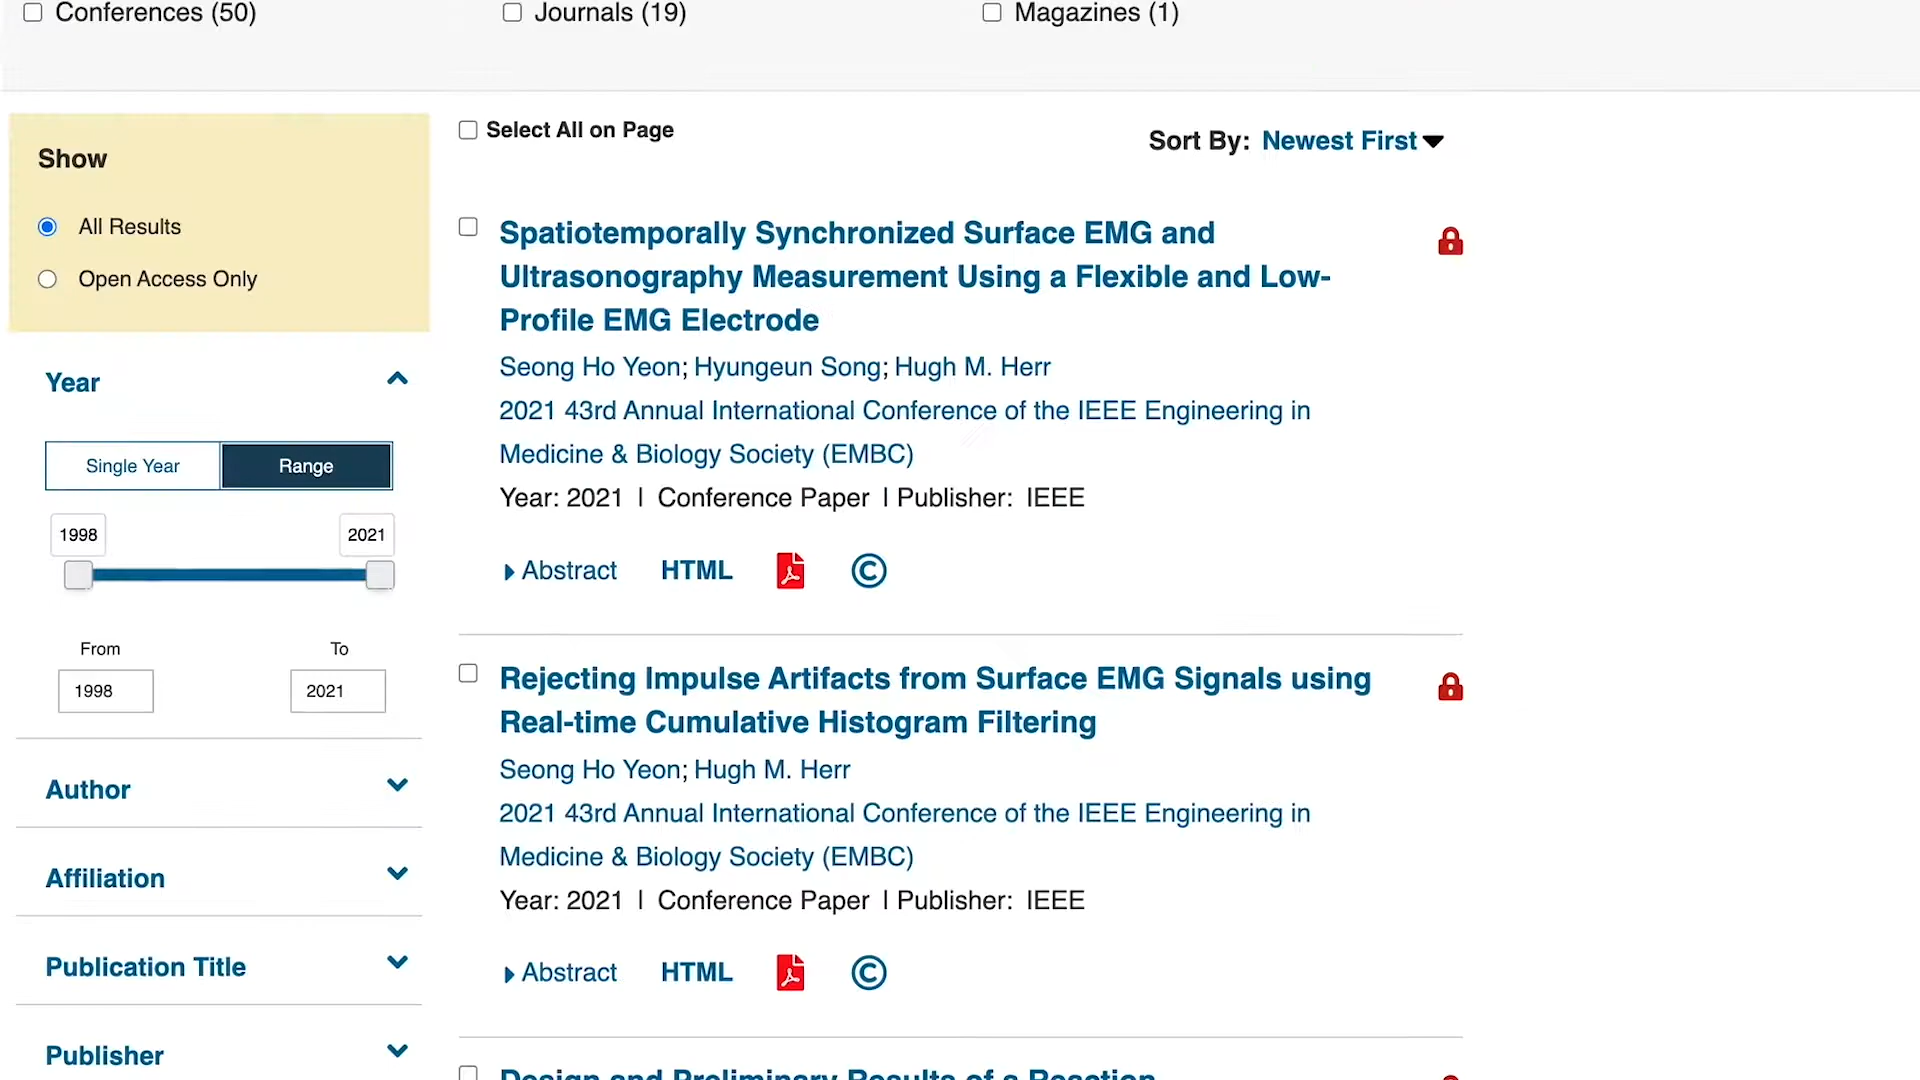 Conferences (50)
Journals (19)
Magazines (1)
Show
All Results
Open Access Only
Year
Single Year
Range
1998
2021
From
To
1998
2021
Author
Affiliation
Publication Title
Publisher
Select All on Page
Sort By: Newest First
Spatiotemporally Synchronized Surface EMG and
Ultrasonography Measurement Using a Flexible and Low-
Profile EMG Electrode
Seong Ho Yeon; Hyungeun Song; Hugh M. Herr
2021 43rd Annual International Conference of the IEEE Engineering in
Medicine & Biology Society (EMBC)
Year: 2021 | Conference Paper | Publisher: IEEE
Abstract HTML ©
Rejecting Impulse Artifacts from Surface EMG Signals using
Real-time Cumulative Histogram Filtering
Seong Ho Yeon; Hugh M. Herr
2021 43rd Annual International Conference of the IEEE Engineering in
Medicine & Biology Society (EMBC)
Year: 2021 | Conference Paper | Publisher: IEEE
Abstract HTML ©
Design and Preliminary Results of a Reaction